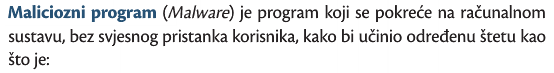 Maliciozni program (Malware) je program koji se pokreće na računalnom
sustavu, bez svjesnog pristanka korisnika, kako bi učinio određenu štetu kao
što je: